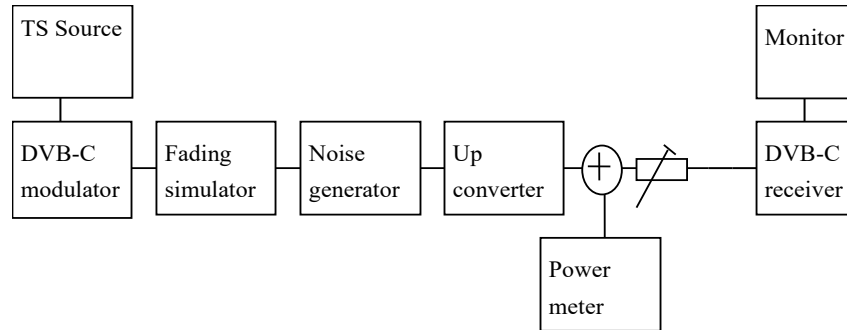 TS Source
Monitor
DVB-C
modulator
Fading
simulator
Noise
generator
Up
converter
DVB-C
receiver
Power
meter